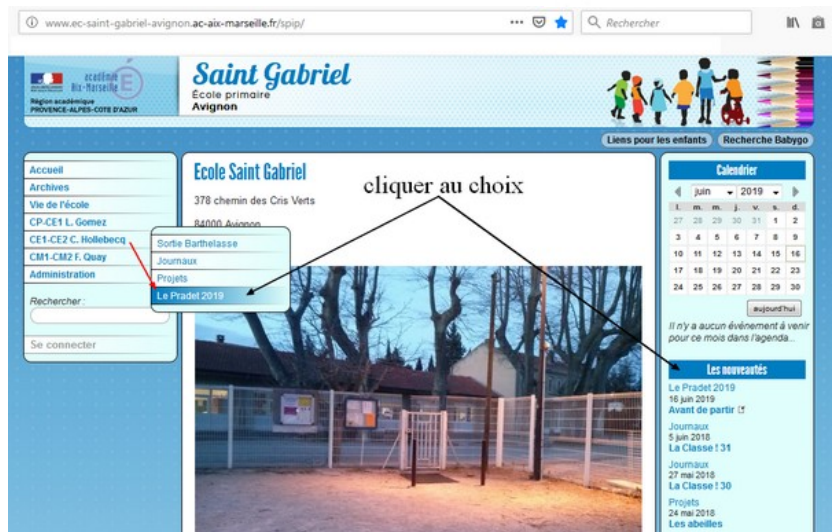 www.ec-saint-gabriel-avignon.ac-aix-marseille.fr/spip/
Rechercher
académie
Aix-Marseille
Région académique
PROVENCE-ALPES-COTE D'AZUR
Saint Gabriel
École primaire
Avignon
Liens pour les enfants
Recherche Babygo
Accueil
Archives
Vie de l'école
CP-CE1 L. Gomez
CE1-CE2 C. Hollebecq
CM1-CM2 F. Quay
Administration
Rechercher :
Se connecter
Sortie Barthelasse
Journaux
Projets
Le Pradet 2019
Ecole Saint Gabriel
378 chemin des Cris Verts
84000 Avignon
cliquer au choix
Calendrier
juin 2019
l. m. m. j. v. s. d.
27 28 29 30 31 1 2
3 4 5 6 7 8 9
10 11 12 13 14 15 16
17 18 19 20 21 22 23
24 25 26 27 28 29 30
aujourd'hui
Il n'y a aucun événement à venir
pour ce mois dans l'agenda...
Les nouveautés
Le Pradet 2019
16 juin 2019
Avant de partir
Journaux
5 juin 2018
La Classe ! 31
Journaux
27 mai 2018
La Classe ! 30
Projets
24 mai 2018
Les abeilles